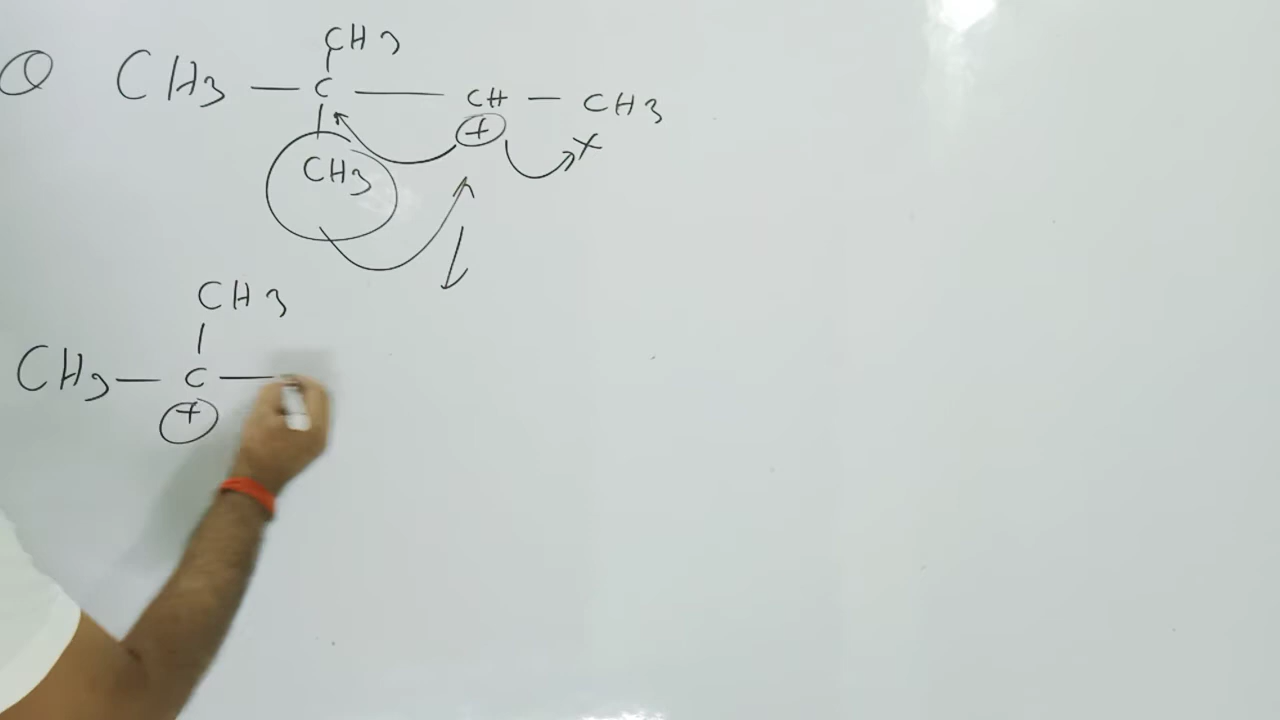 CH3
Q CH3 — C — CH — CH3
+ x
CH3
CH3
CH3 — C —
+